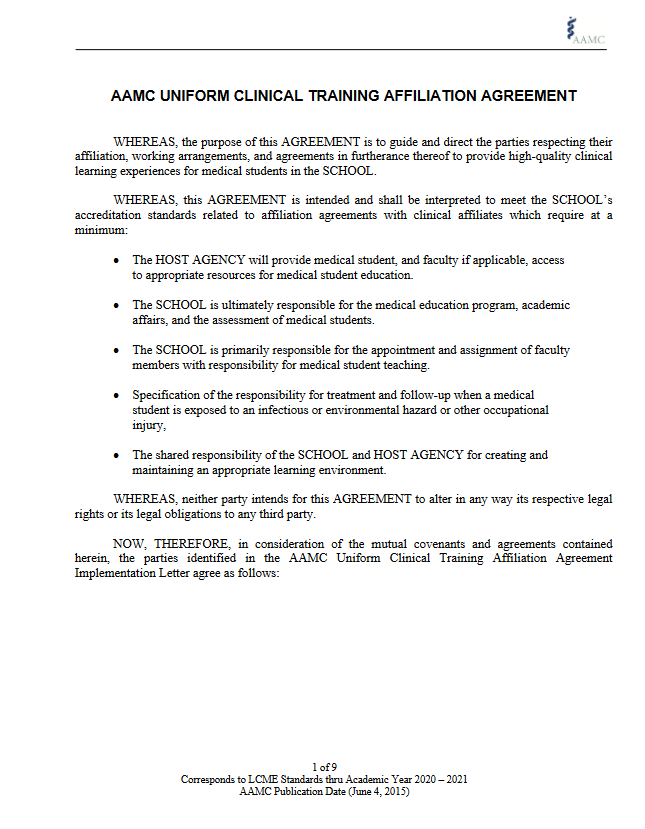 AAMC
AAMC UNIFORM CLINICAL TRAINING AFFILIATION AGREEMENT
WHEREAS, the purpose of this AGREEMENT is to guide and direct the parties respecting their
affiliation, working arrangements, and agreements in furtherance thereof to provide high-quality clinical
learning experiences for medical students in the SCHOOL.
WHEREAS, this AGREEMENT is intended and shall be interpreted to meet the SCHOOL's
accreditation standards related to affiliation agreements with clinical affiliates which require at a
minimum:
• The HOST AGENCY will provide medical student, and faculty if applicable, access
to appropriate resources for medical student education.
• The SCHOOL is ultimately responsible for the medical education program, academic
affairs, and the assessment of medical students.
• The SCHOOL is primarily responsible for the appointment and assignment of faculty
members with responsibility for medical student teaching.
• Specification of the responsibility for treatment and follow-up when a medical
student is exposed to an infectious or environmental hazard or other occupational
injury,
• The shared responsibility of the SCHOOL and HOST AGENCY for creating and
maintaining an appropriate learning environment.
WHEREAS, neither party intends for this AGREEMENT to alter in any way its respective legal
rights or its legal obligations to any third party.
NOW, THEREFORE, in consideration of the mutual covenants and agreements contained
herein, the parties identified in the AAMC Uniform Clinical Training Affiliation Agreement
Implementation Letter agree as follows:
1 of 9
Corresponds to LCME Standards thru Academic Year 2020 – 2021
AAMC Publication Date (June 4, 2015)